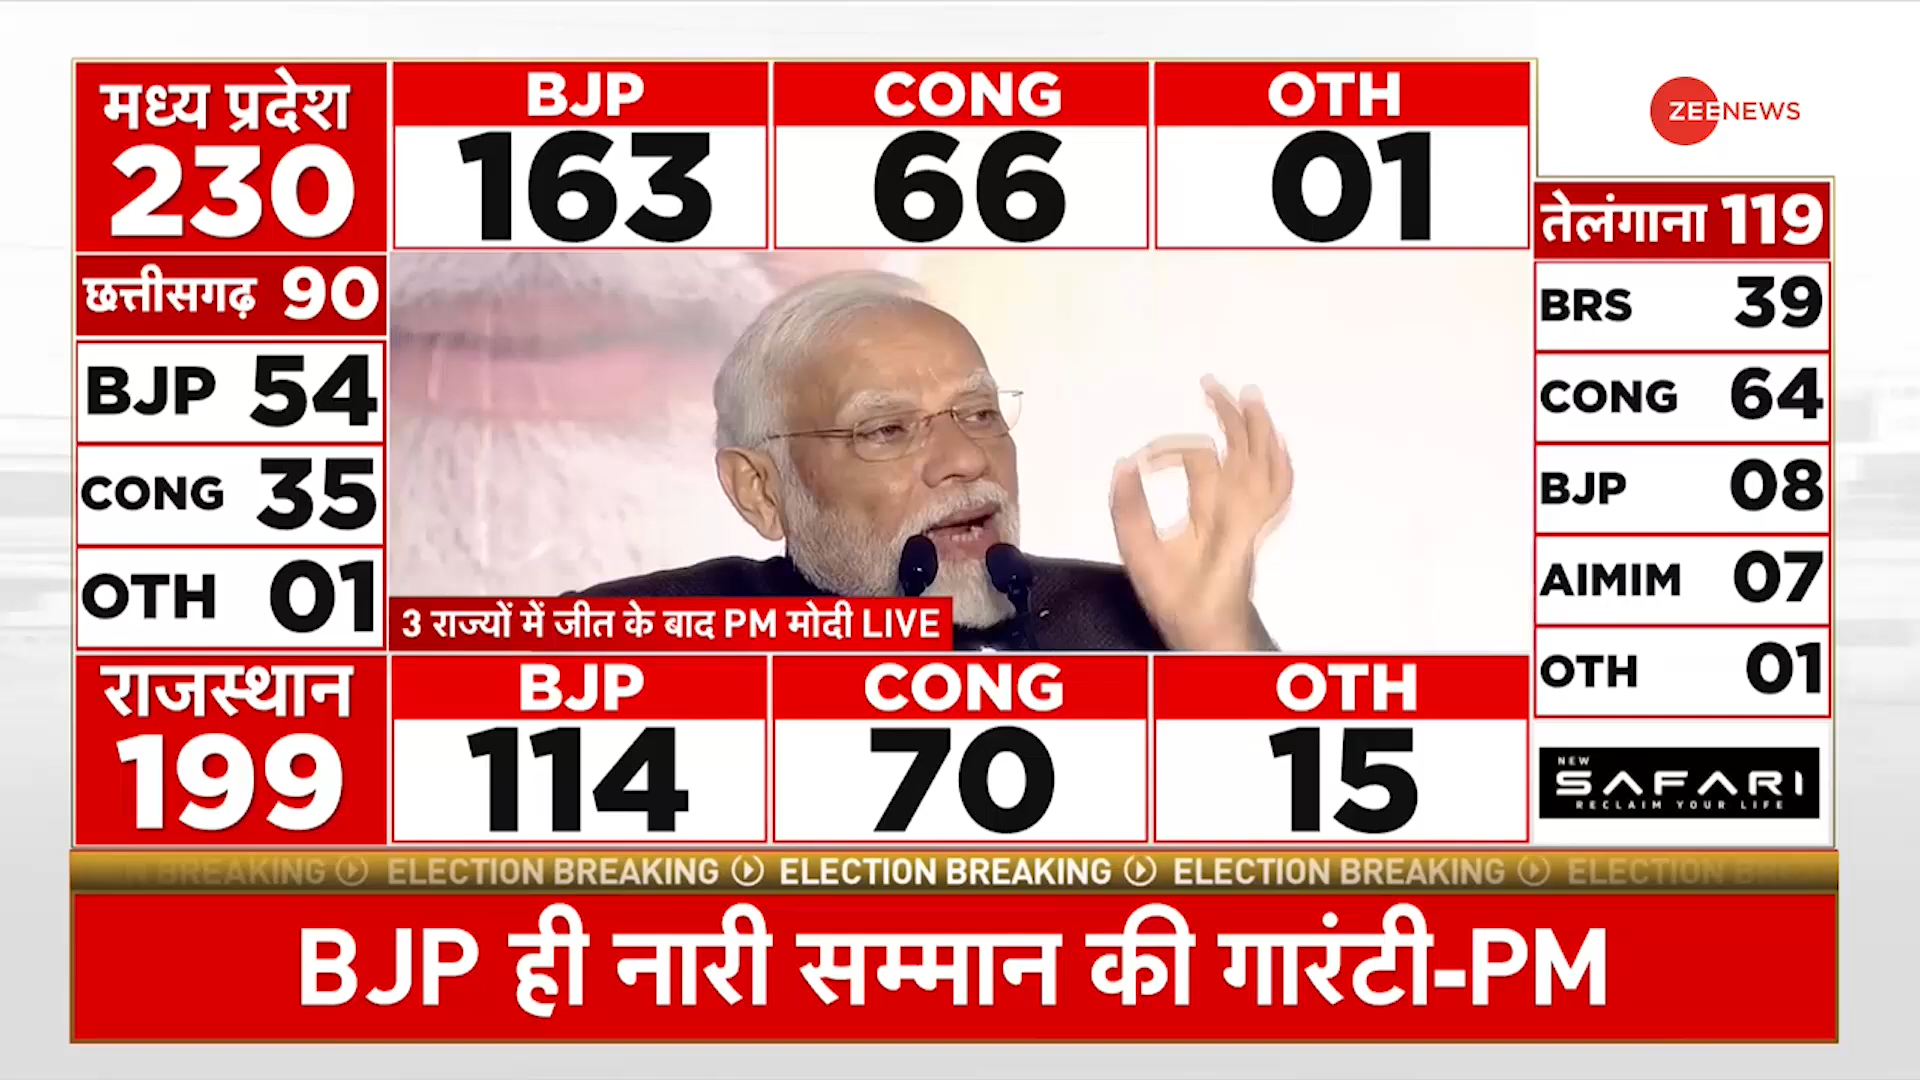 मध्य प्रदेश
230
BJP
163
CONG
66
OTH
01
ZEENEWS
छत्तीसगढ़ 90
BJP 54
CONG 35
OTH 01
तेलंगाना 119
BRS 39
CONG 64
BJP 08
AIMIM 07
OTH 01
3 राज्यों में जीत के बाद PM मोदी LIVE
राजस्थान
199
BJP
114
CONG
70
OTH
15
NEW
SAFARI
RECLAIM YOUR LIFE
BREAKING ELECTION BREAKING ELECTION BREAKING ELECTION BREAKING ELECTION
BJP ही नारी सम्मान की गारंटी-PM